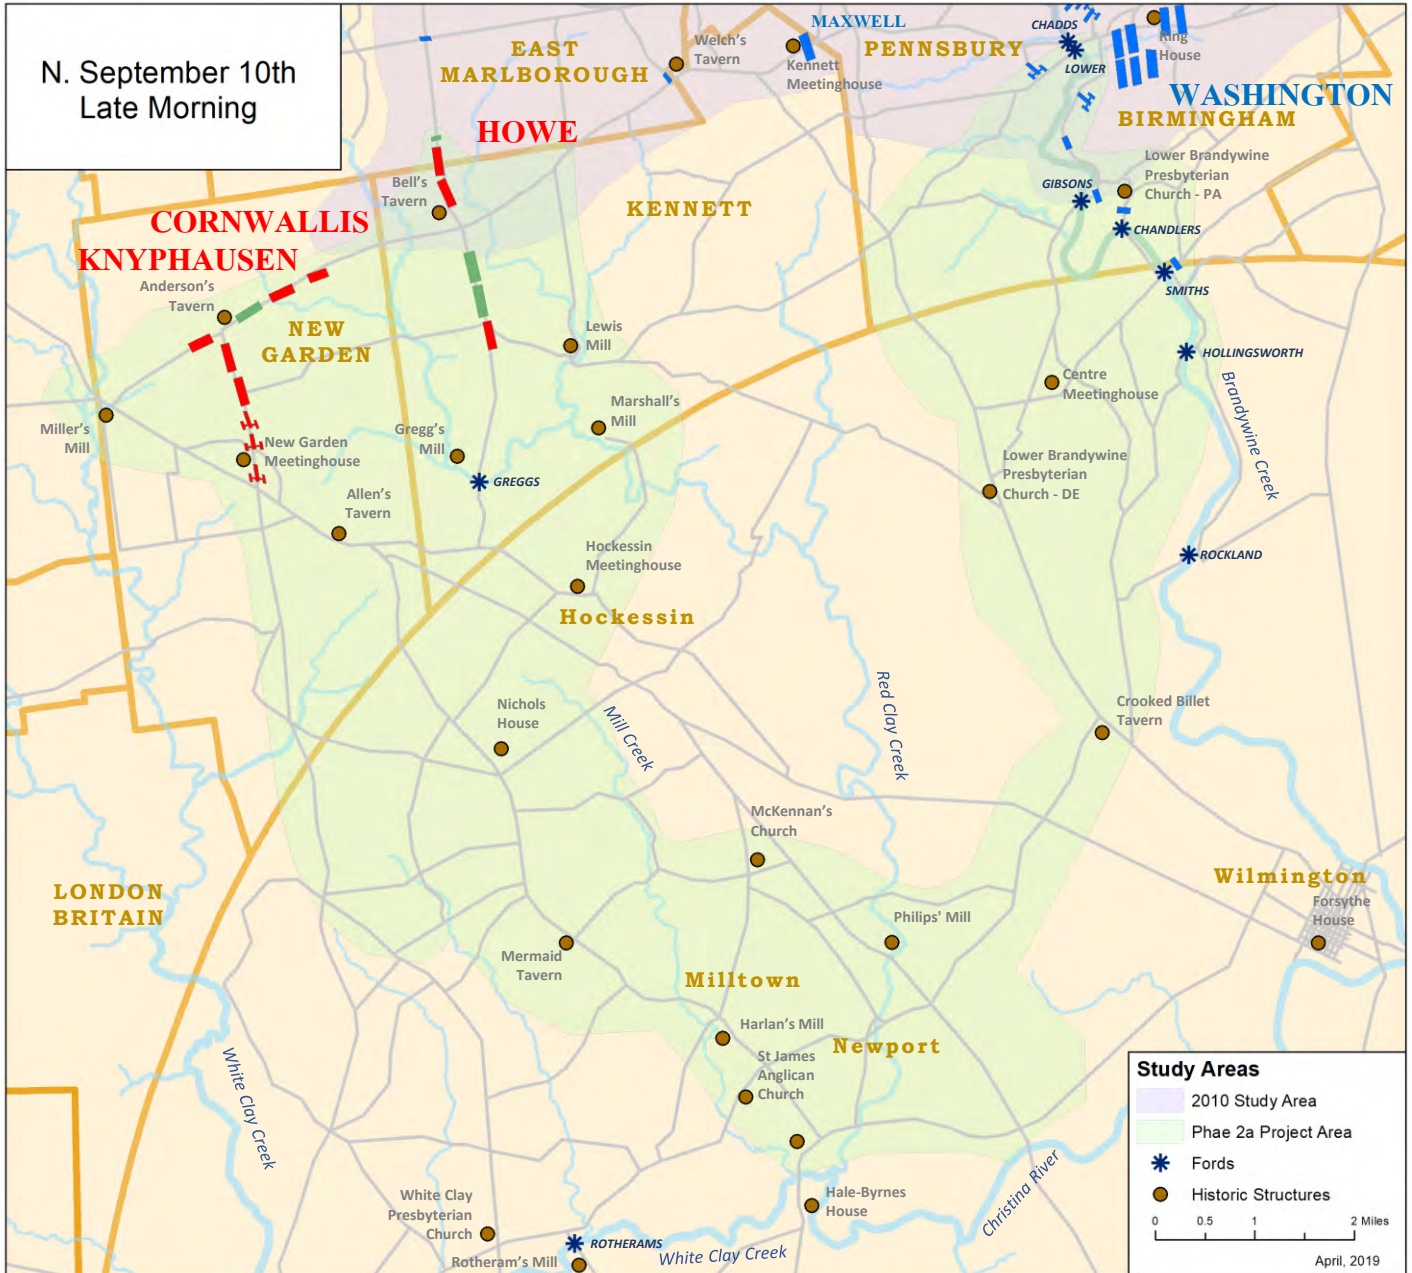 N. September 10th
Late Morning
MAXWELL
CHADDS
EAST
MARLBOROUGH
Welch's
Tavern
Kennett
Meetinghouse
PENNSBURY
LOWER
Ring
House
WASHINGTON
BIRMINGHAM
HOWE
Bell's
Tavern
Lower Brandywine
Presbyterian
Church - PA
GIBSONS
CHANDLERS
KENNETT
CORNWALLIS
KNYPHAUSEN
SMITHS
Anderson's
Tavern
NEW
GARDEN
Lewis
Mill
HOLLINGSWORTH
Centre
Meetinghouse
Brandywine Creek
Miller's
Mill
Gregg's
Mill
Marshall's
Mill
New Garden
Meetinghouse
GREGGS
Lower Brandywine
Presbyterian
Church - DE
Allen's
Tavern
Hockessin
Meetinghouse
ROCKLAND
Hockessin
Nichols
House
Mill Creek
Red Clay Creek
Crooked Billet
Tavern
McKennan's
Church
LONDON
BRITAIN
Wilmington
Forsythe
House
Philips' Mill
Mermaid
Tavern
Milltown
Harlan's Mill
Newport
St James
Anglican
Church
White Clay Creek
Christina River
White Clay
Presbyterian
Church
Hale-Byrnes
House
ROTHERAMS
Rotheram's Mill
White Clay Creek
Study Areas
2010 Study Area
Phae 2a Project Area
Fords
Historic Structures
0 0.5 1 2 Miles
April, 2019